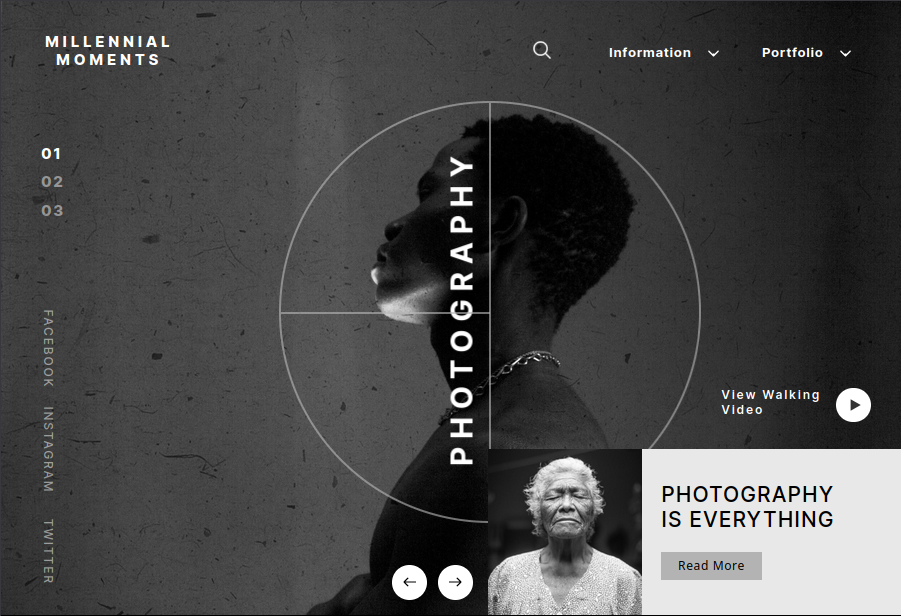 MILLENNIAL
MOMENTS
Information
Portfolio
01
02
03
PHOTOGRAPHY
FACEBOOK
INSTAGRAM
TWITTER
View Walking
Video
PHOTOGRAPHY
IS EVERYTHING
Read More